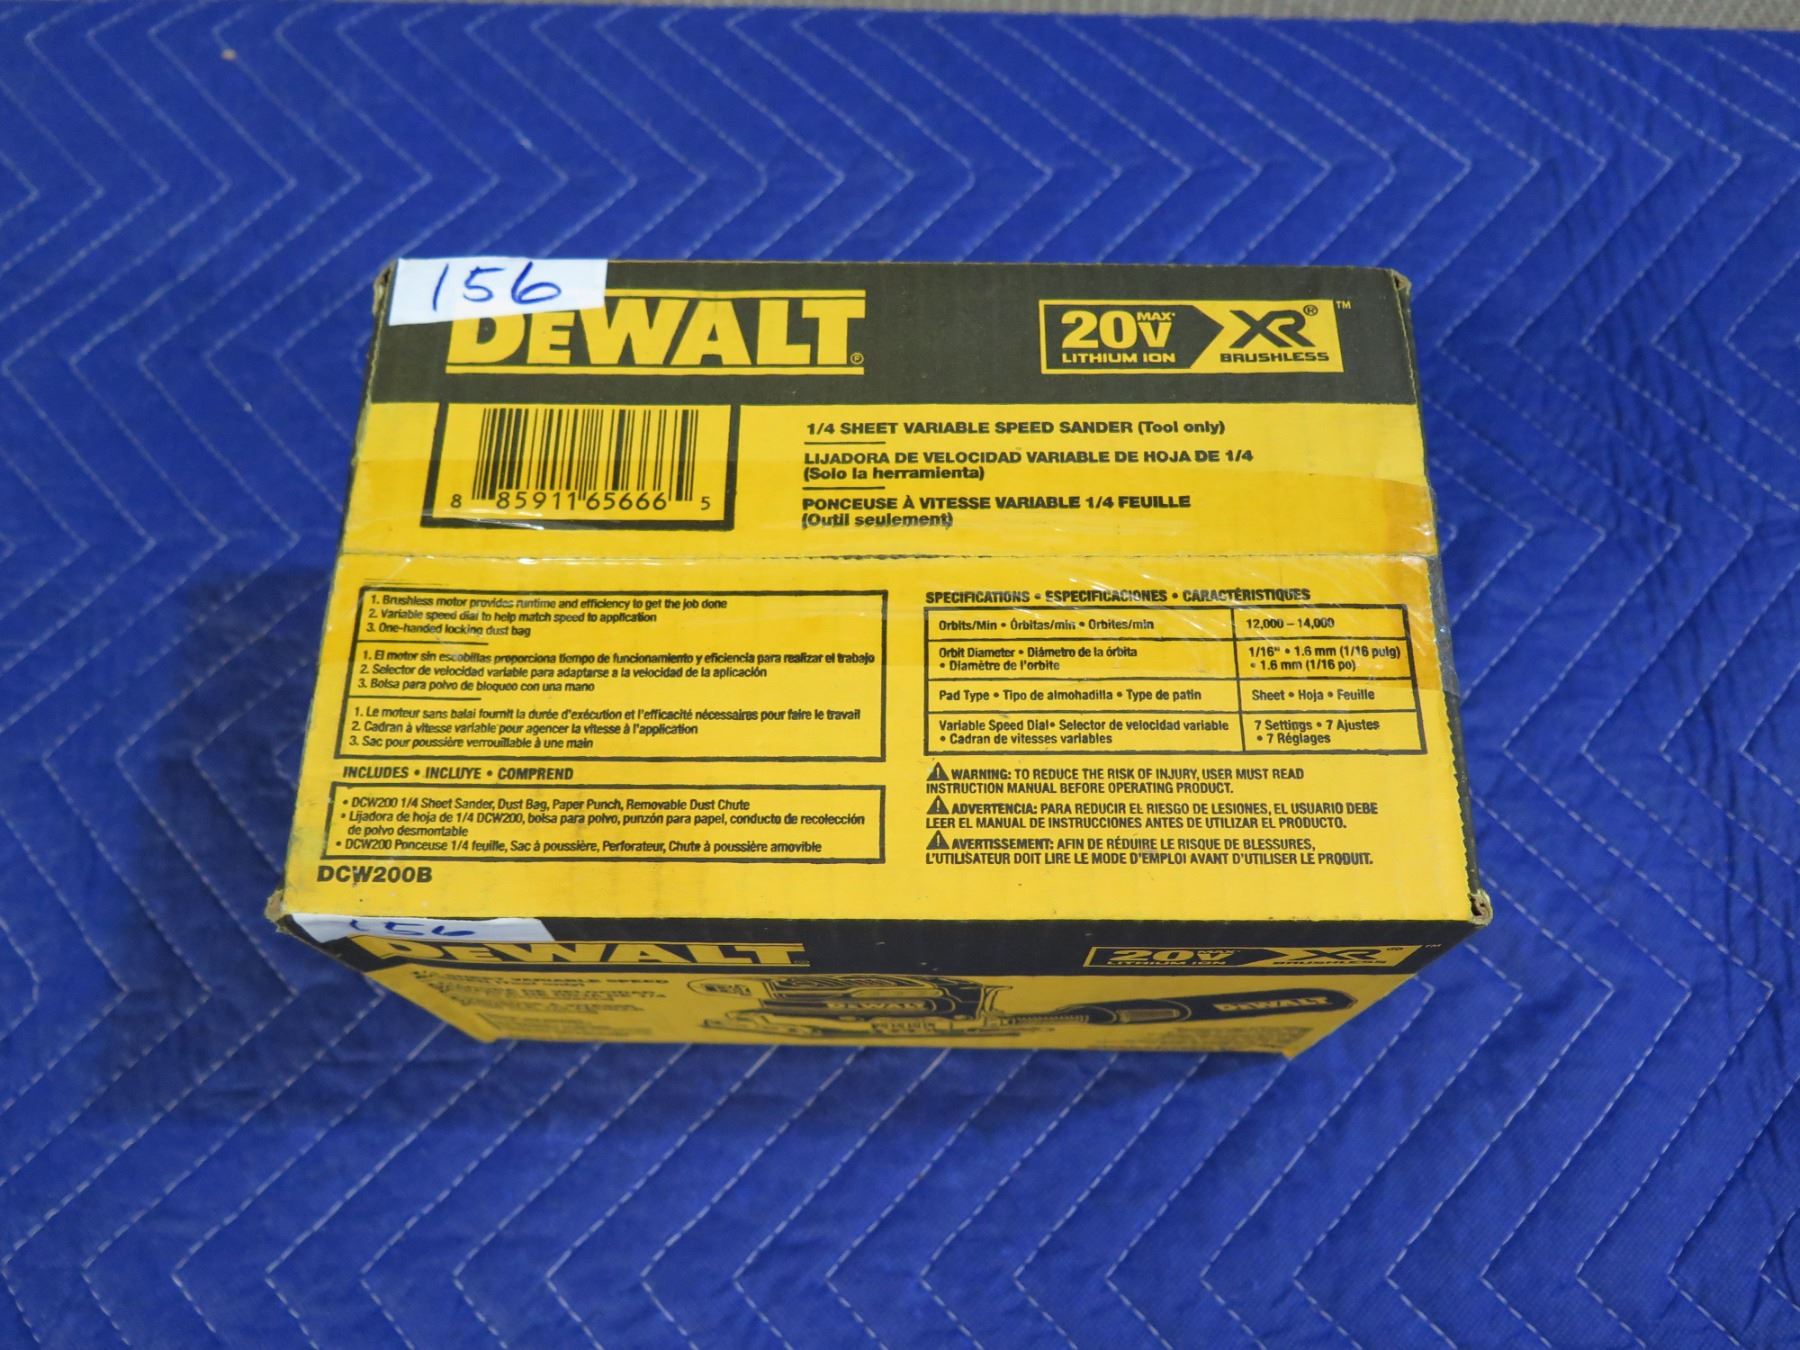 156
DEWALT®
20V MAX*
LITHIUM ION
XR® ™
BRUSHLESS
8 85911 65666 5
1/4 SHEET VARIABLE SPEED SANDER (Tool only)
LIJADORA DE VELOCIDAD VARIABLE DE HOJA DE 1/4
(Solo la herramienta)
PONCEUSE À VITESSE VARIABLE 1/4 FEUILLE
(Outil seulement)
1. Brushless motor provides runtime and efficiency to get the job done
2. Variable speed dial to help match speed to application
3. One-handed locking dust bag
1. El motor sin escobillas proporciona tiempo de funcionamiento y eficiencia para realizar el trabajo
2. Selector de velocidad variable para adaptarse a la velocidad de la aplicación
3. Bolsa para polvo de bloqueo con una mano
1. Le moteur sans balai fournit la durée d'exécution et l'efficacité nécessaires pour faire le travail
2. Cadran à vitesse variable pour agencer la vitesse à l'application
3. Sac pour poussière verrouillable à une main
INCLUDES • INCLUYE • COMPREND
• DCW200 1/4 Sheet Sander, Dust Bag, Paper Punch, Removable Dust Chute
• Lijadora de hoja de 1/4 DCW200, bolsa para polvo, punzón para papel, conducto de recolección
de polvo desmontable
• DCW200 Ponceuse 1/4 feuille, Sac à poussière, Perforateur, Chute à poussière amovible
DCW200B
SPECIFICATIONS • ESPECIFICACIONES • CARACTÉRISTIQUES
Orbits/Min • Órbitas/min • Orbites/min 12,000 – 14,000
Orbit Diameter • Diámetro de la órbita 1/16" • 1.6 mm (1/16 pulg)
• Diamètre de l'orbite • 1.6 mm (1/16 po)
Pad Type • Tipo de almohadilla • Type de patin Sheet • Hoja • Feuille
Variable Speed Dial• Selector de velocidad variable 7 Settings • 7 Ajustes
• Cadran de vitesses variables • 7 Réglages
WARNING: TO REDUCE THE RISK OF INJURY, USER MUST READ
INSTRUCTION MANUAL BEFORE OPERATING PRODUCT.
ADVERTENCIA: PARA REDUCIR EL RIESGO DE LESIONES, EL USUARIO DEBE
LEER EL MANUAL DE INSTRUCCIONES ANTES DE UTILIZAR EL PRODUCTO.
AVERTISSEMENT: AFIN DE RÉDUIRE LE RISQUE DE BLESSURES,
L'UTILISATEUR DOIT LIRE LE MODE D'EMPLOI AVANT D'UTILISER LE PRODUIT.
156
DEWALT
20V MAX*
LITHIUM ION
XR® ™
BRUSHLESS
1/4 SHEET VARIABLE SPEED
DEWALT
DEWALT